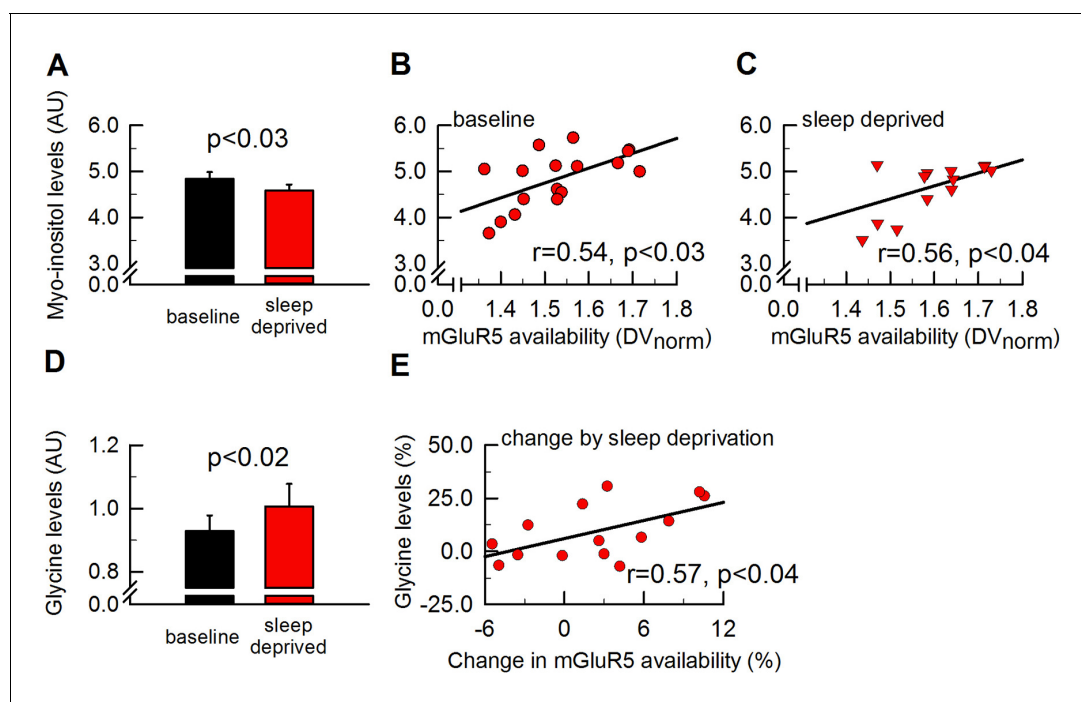 A
Myo-inositol levels (AU)
6.0
5.0
4.0
3.0
0.0
p<0.03
baseline
sleep
deprived
B
baseline
6.0
5.0
4.0
3.0
0.0
r=0.54, p<0.03
0.0 1.4 1.5 1.6 1.7 1.8
mGluR5 availability (DVnorm)
C
sleep deprived
6.0
5.0
4.0
3.0
0.0
r=0.56, p<0.04
0.0 1.4 1.5 1.6 1.7 1.8
mGluR5 availability (DVnorm)
D
Glycine levels (AU)
1.2
1.0
0.8
0.0
p<0.02
baseline
sleep
deprived
E
change by sleep deprivation
Glycine levels (%)
50.0
25.0
0.0
-25.0
r=0.57, p<0.04
-6 0 6 12
Change in mGluR5 availability (%)